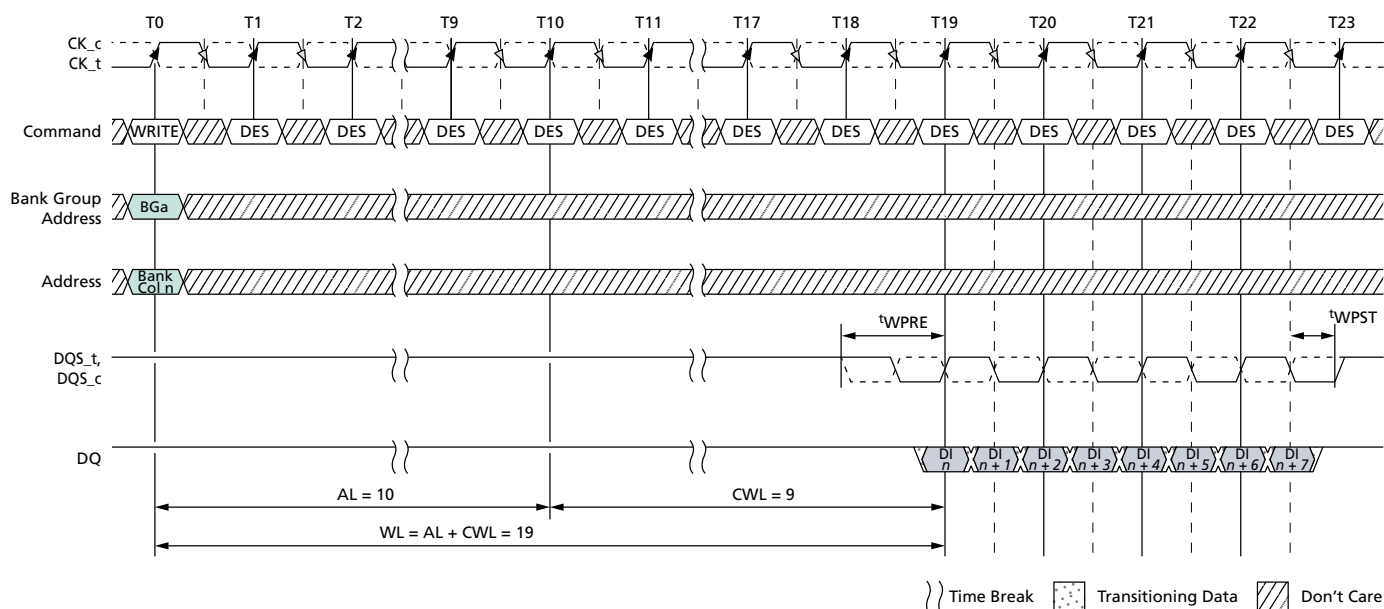 T0 T1 T2 T9 T10 T11 T17 T18 T19 T20 T21 T22 T23
CK_c
CK_t
Command WRITE DES DES DES DES DES DES DES DES DES DES DES DES
Bank Group
Address
BGa
Address
Bank
Col n
tWPRE
tWPST
DQS_t,
DQS_c
DQ
DI
n
DI
n + 1
DI
n + 2
DI
n + 3
DI
n + 4
DI
n + 5
DI
n + 6
DI
n + 7
AL = 10
CWL = 9
WL = AL + CWL = 19
Time Break Transitioning Data Don't Care